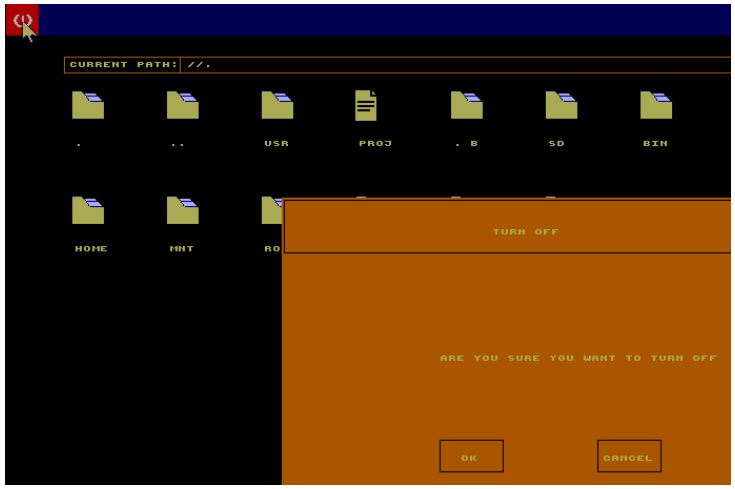 CURRENT PATH: //.
. .. USR PROJ . B SD BIN
HOME MNT RO
TURN OFF
ARE YOU SURE YOU WANT TO TURN OFF
OK CANCEL